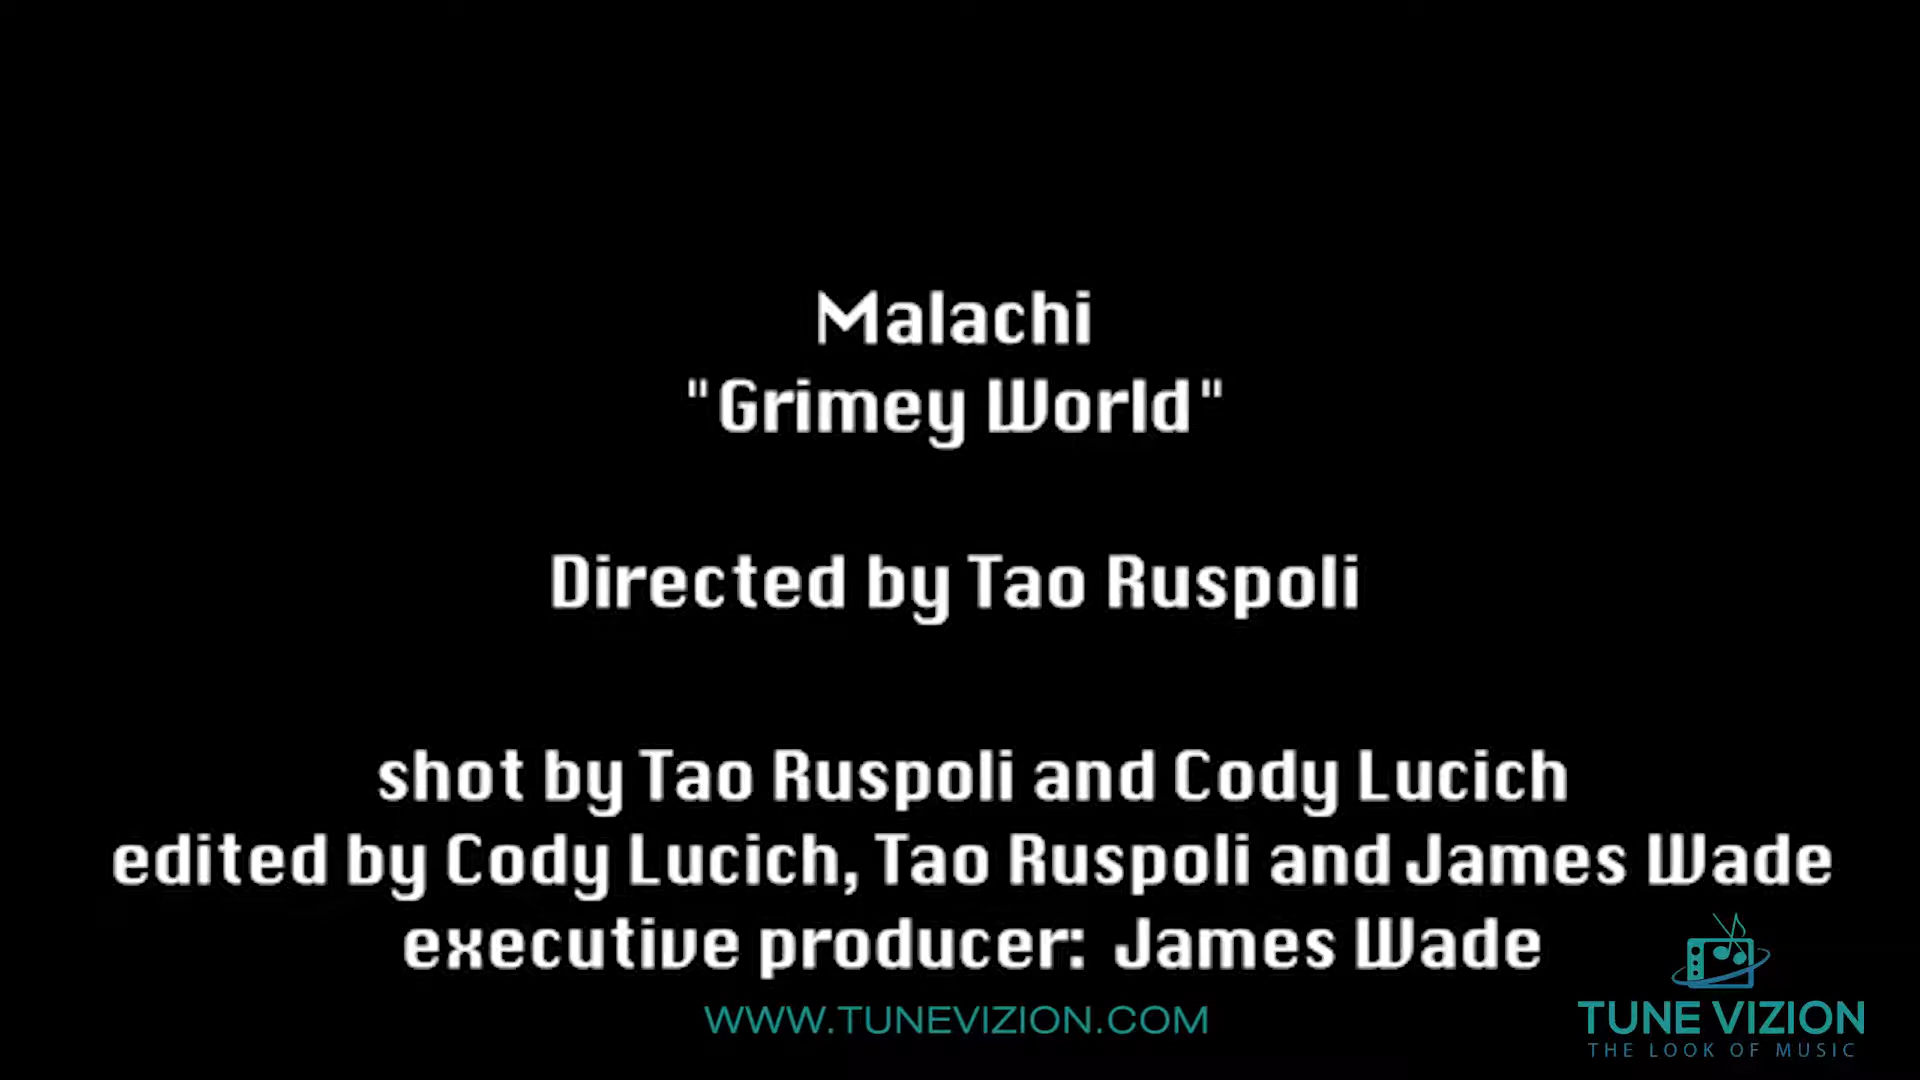 Malachi
"Grimey World"
Directed by Tao Ruspoli
shot by Tao Ruspoli and Cody Lucich
edited by Cody Lucich, Tao Ruspoli and James Wade
executive producer: James Wade
WWW.TUNEVIZION.COM
TUNE VIZION
THE LOOK OF MUSIC